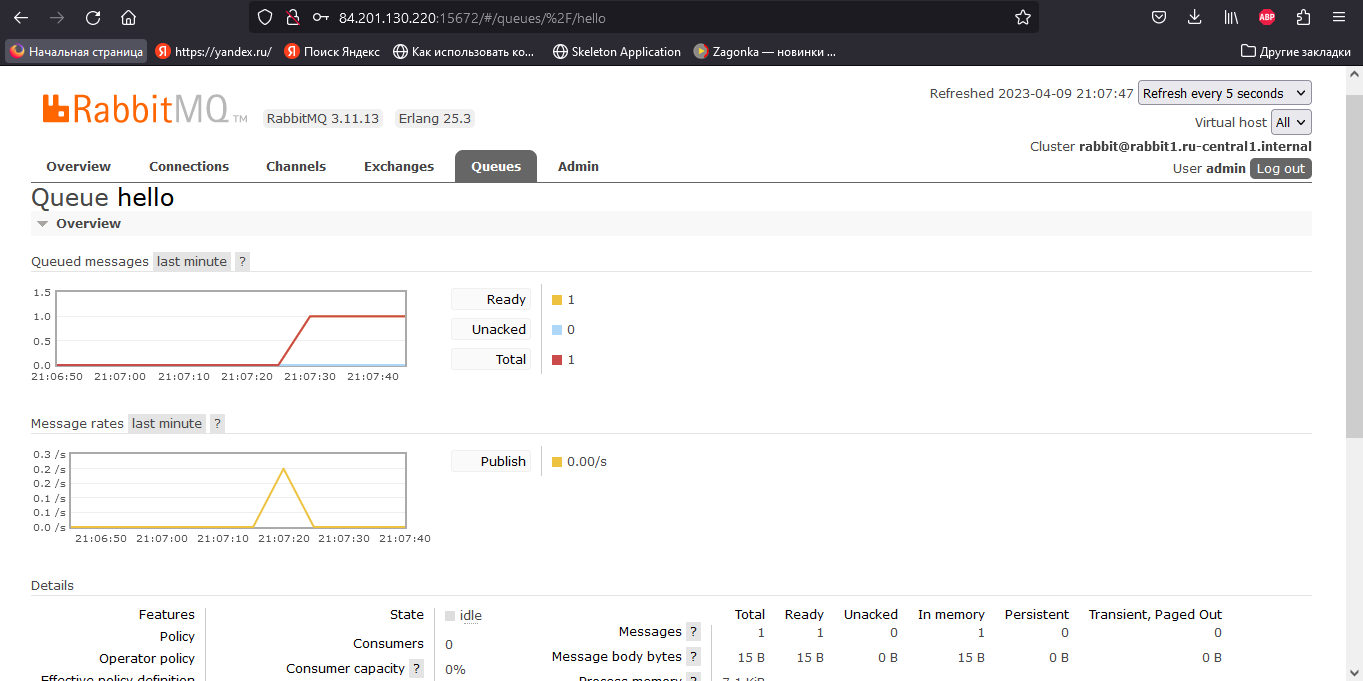 84.201.130.220:15672/#/queues/%2F/hello
ABP
Начальная страница
Я https://yandex.ru/
Я Поиск Яндекс
Как использовать ко...
Skeleton Application
Zagonka — новинки ...
Другие закладки
RabbitMQ TM
RabbitMQ 3.11.13
Erlang 25.3
Refreshed 2023-04-09 21:07:47 Refresh every 5 seconds
Virtual host All
Cluster rabbit@rabbit1.ru-central1.internal
User admin Log out
Overview Connections Channels Exchanges Queues Admin
Queue hello
Overview
Queued messages last minute ?
1.5
1.0
0.5
0.0
21:06:50 21:07:00 21:07:10 21:07:20 21:07:30 21:07:40
Ready 1
Unacked 0
Total 1
Message rates last minute ?
0.3 /s
0.2 /s
0.2 /s
0.1 /s
0.1 /s
0.0 /s
21:06:50 21:07:00 21:07:10 21:07:20 21:07:30 21:07:40
Publish 0.00/s
Details
Features
Policy
Operator policy
Effective policy definition
State idle
Consumers 0
Consumer capacity ? 0%
Total Ready Unacked In memory Persistent Transient, Paged Out
Messages ? 1 1 0 1 0 0
Message body bytes ? 15 B 15 B 0 B 15 B 0 B 0 B
Process memory ? 7.1 KiB